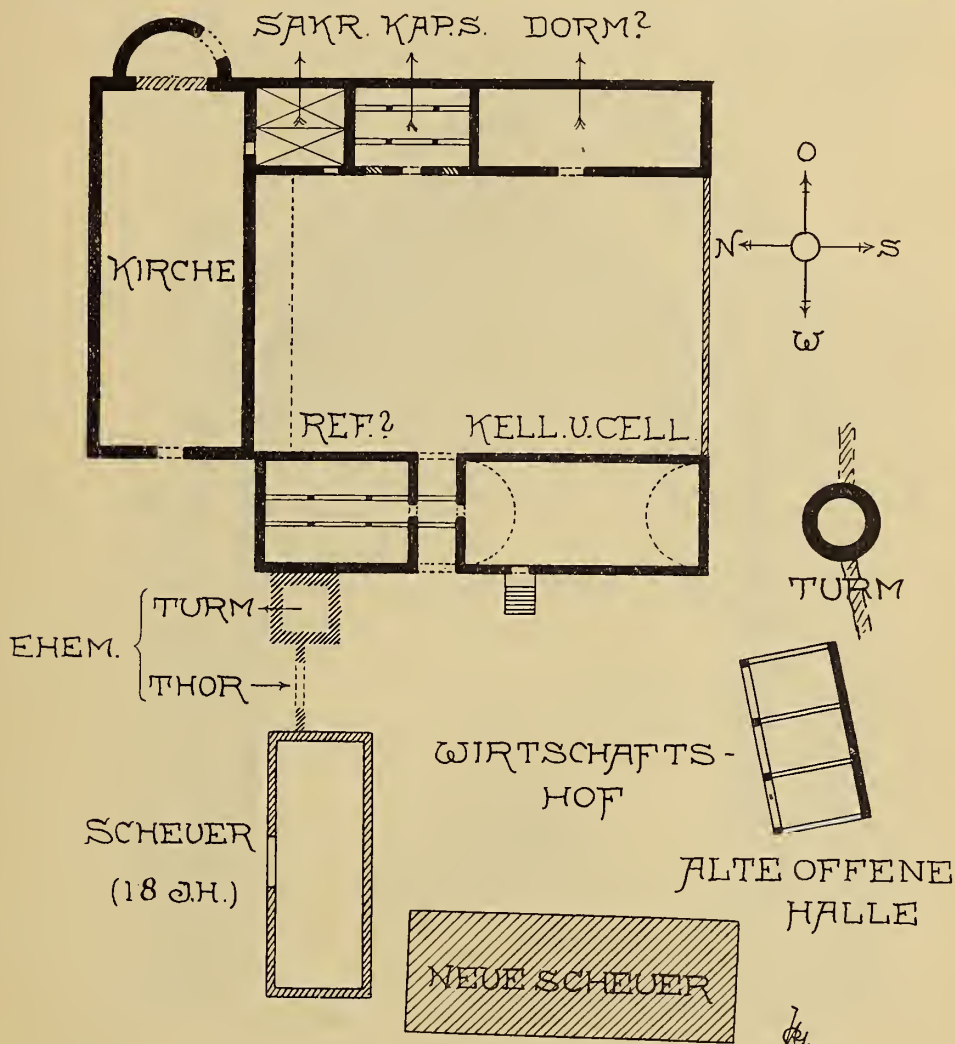 SAKR. KAP.S. DORM?
KIRCHE
O
N S
W
REF.? KELL.U.CELL.
TURM
TURM
EHEM.
THOR
WIRTSCHAFTS-
HOF
SCHEUER
(18 J.H.)
ALTE OFFENE
HALLE
NEUE SCHEUER